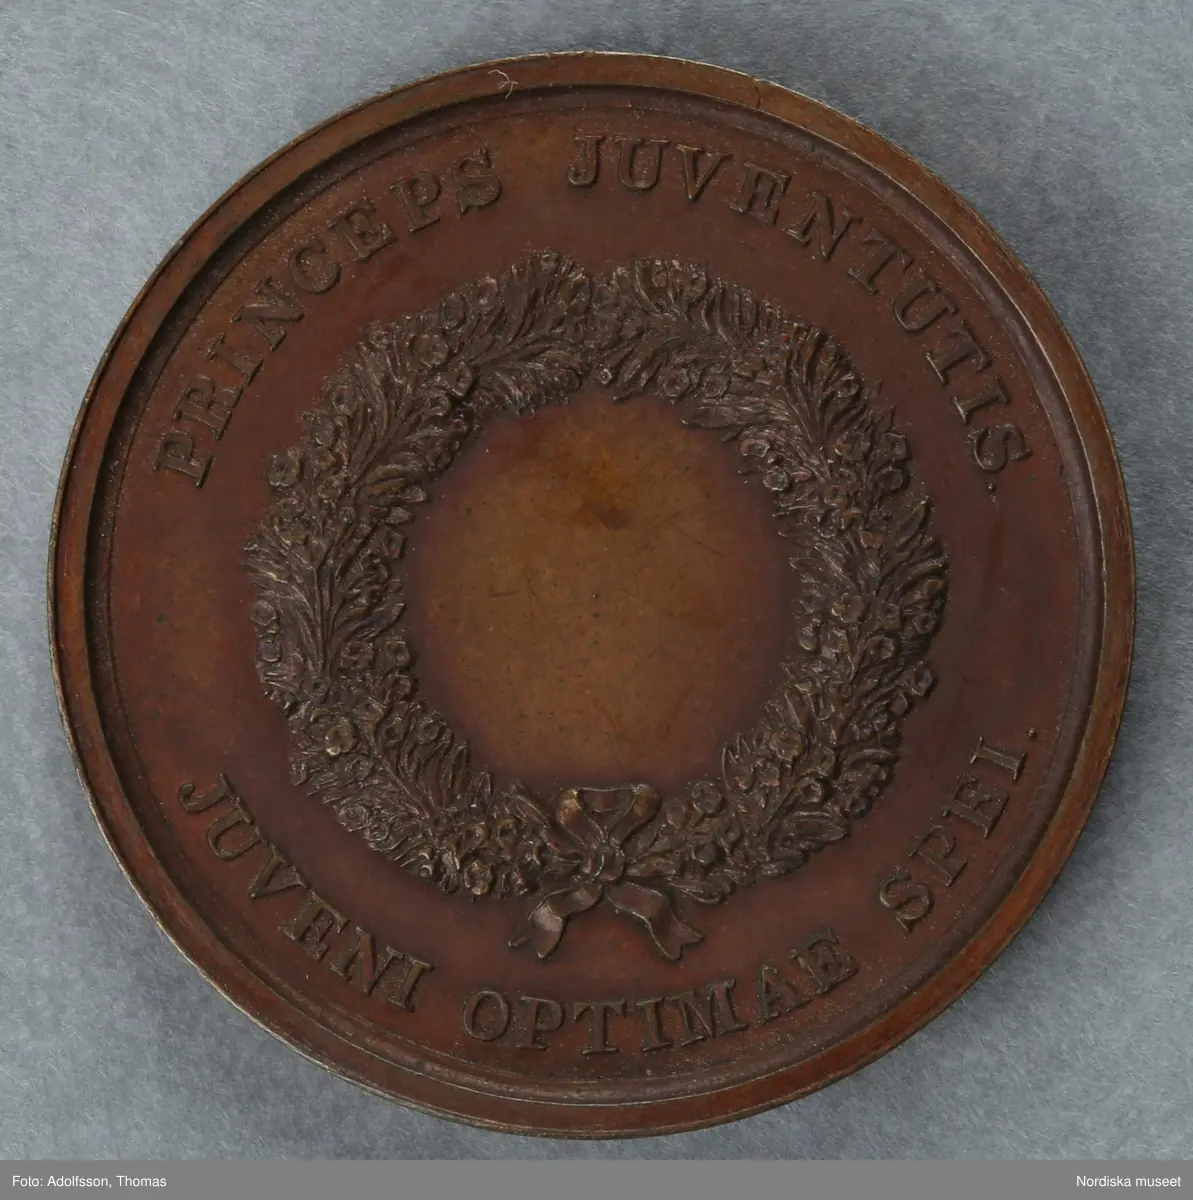 PRINCEPS JUVENTUTIS.
JUVENI OPTIMAE SPEI.
Foto: Adolfsson, Thomas
Nordiska museet